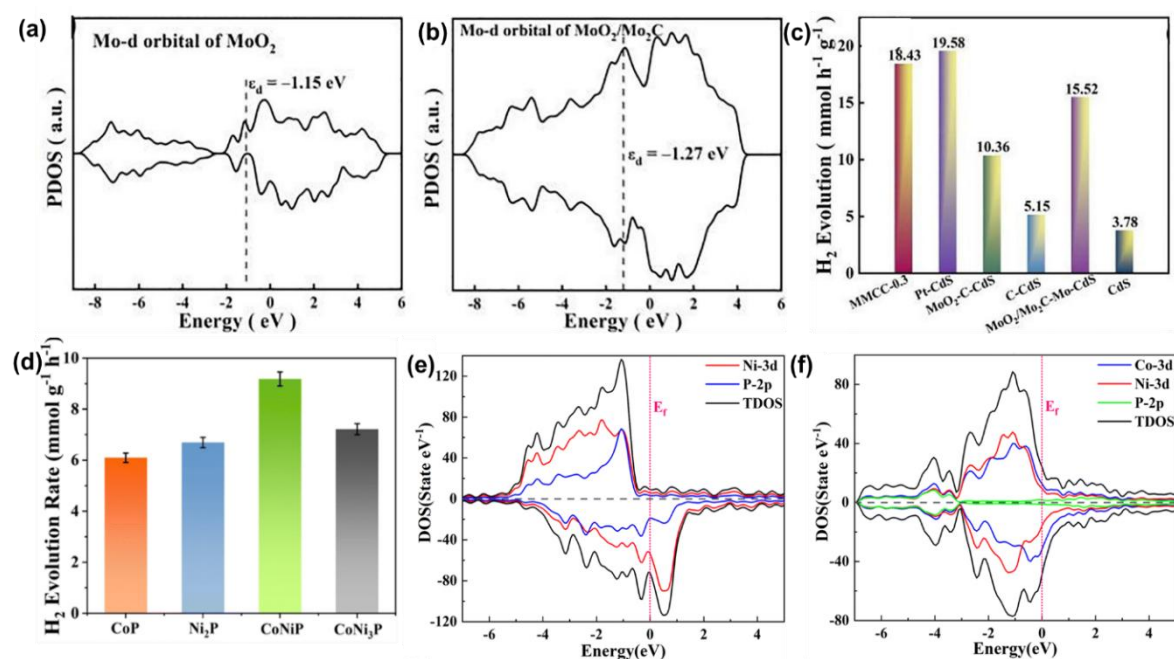 (a)
Mo-d orbital of MoO₂
ε_d = −1.15 eV
PDOS ( a.u. )
-8 -6 -4 -2 0 2 4 6
Energy ( eV )
(b)
Mo-d orbital of MoO₂/Mo₂C
ε_d = −1.27 eV
PDOS ( a.u. )
-8 -6 -4 -2 0 2 4 6
Energy ( eV )
(c)
H₂ Evolution ( mmol h⁻¹ g⁻¹ )
20
15
10
5
0
18.43
19.58
10.36
5.15
15.52
3.78
MMCC-0.3
Pt-CdS
MoO₂-C-CdS
C-CdS
MoO₂/Mo₂C-Mo-CdS
CdS
(d)
H₂ Evolution Rate (mmol g⁻¹ h⁻¹)
10
8
6
4
2
0
CoP Ni₂P CoNiP CoNi₃P
(e)
DOS(State eV⁻¹)
120
80
40
0
-40
-80
-120
Ni-3d
P-2p
TDOS
E_f
-6 -4 -2 0 2 4
Energy(eV)
(f)
DOS(State eV⁻¹)
80
40
0
-40
-80
Co-3d
Ni-3d
P-2p
TDOS
E_f
-6 -4 -2 0 2 4
Energy(eV)